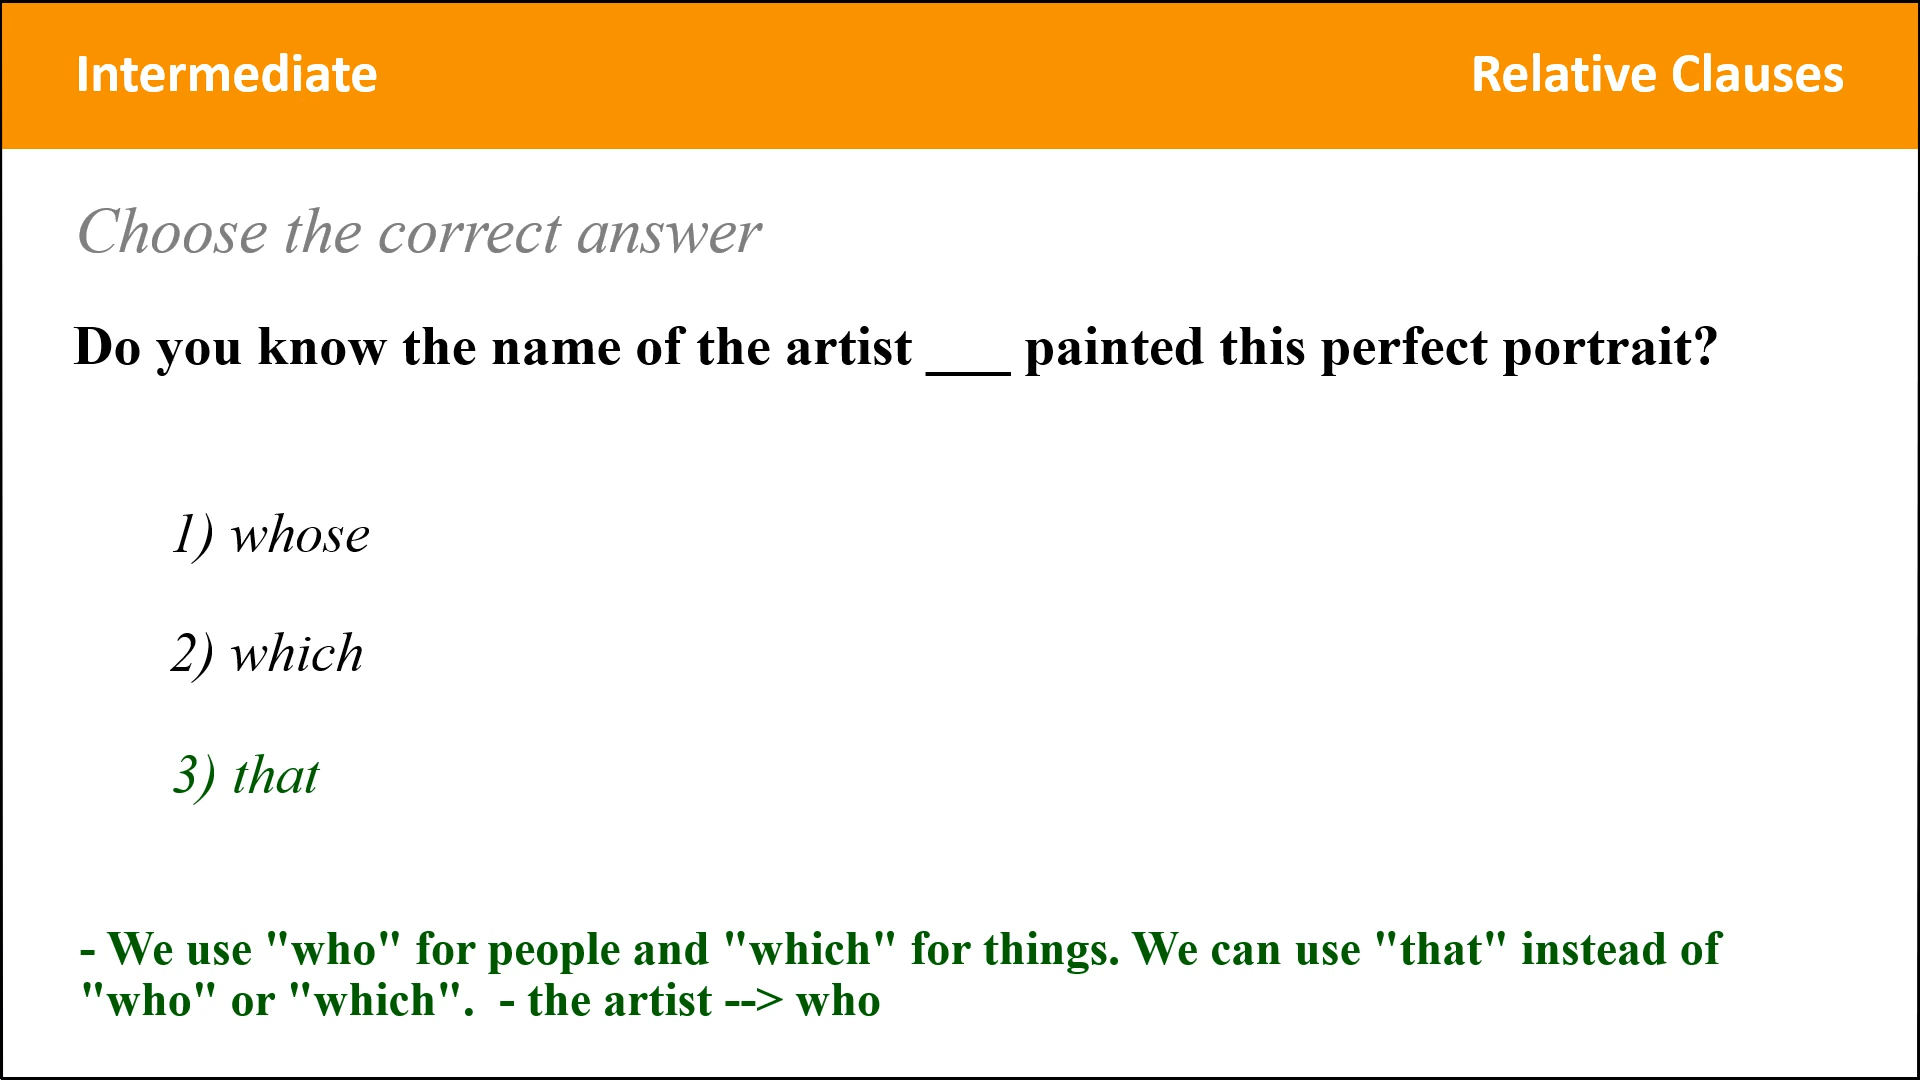 Intermediate
Relative Clauses
Choose the correct answer
Do you know the name of the artist ___ painted this perfect portrait?
1) whose
2) which
3) that
- We use "who" for people and "which" for things. We can use "that" instead of
"who" or "which".  - the artist --> who